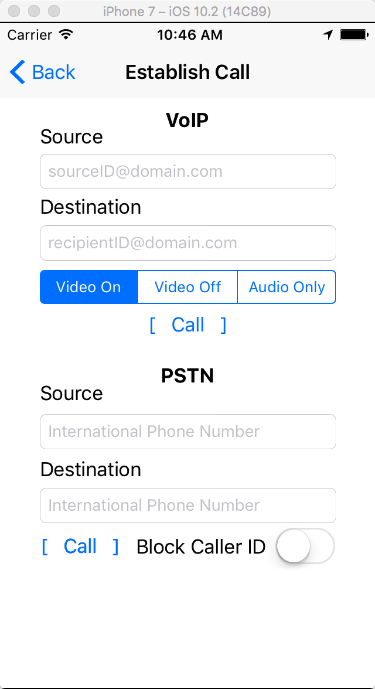 iPhone 7 – iOS 10.2 (14C89)
Carrier 10:46 AM
Back Establish Call
VoIP
Source
sourceID@domain.com
Destination
recipientID@domain.com
Video On Video Off Audio Only
[ Call ]
PSTN
Source
International Phone Number
Destination
International Phone Number
[ Call ] Block Caller ID